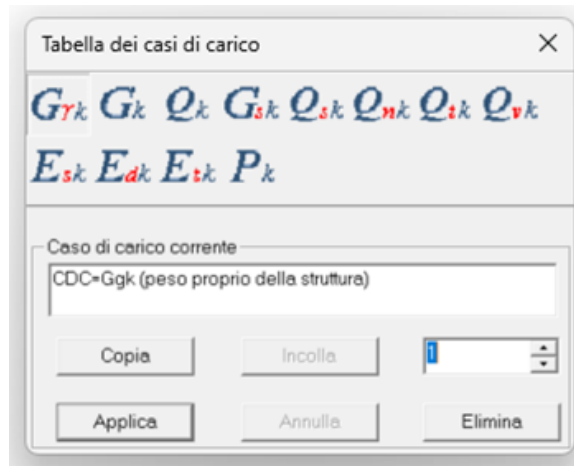 Tabella dei casi di carico
Gγk Gk Qk Gsk Qsk Qnk Qtk Qvk
Esk Edk Etk Pk
Caso di carico corrente
CDC=Ggk (peso proprio della struttura)
Copia Incolla 1
Applica Annulla Elimina